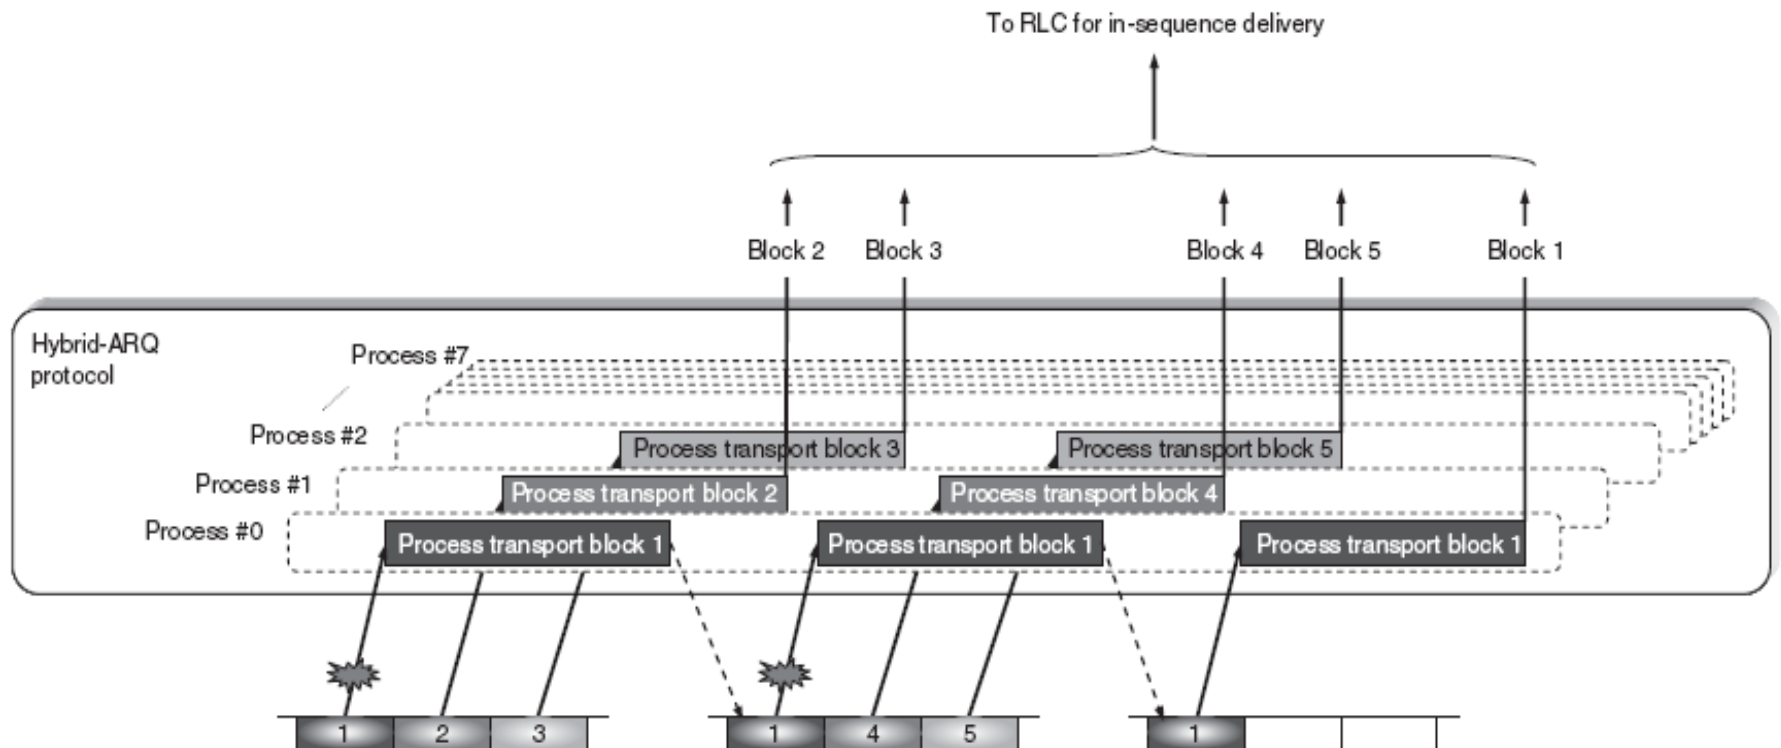 To RLC for in-sequence delivery
Block 2
Block 3
Block 4
Block 5
Block 1
Hybrid-ARQ
protocol
Process #7
Process #2
Process transport block 3
Process transport block 5
Process #1
Process transport block 2
Process transport block 4
Process #0
Process transport block 1
Process transport block 1
Process transport block 1
1
2
3
1
4
5
1